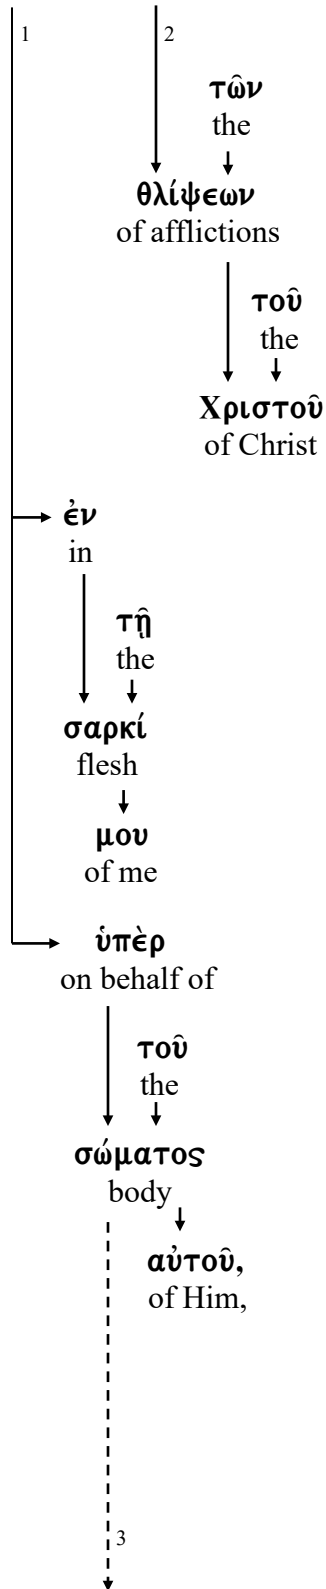 1
2
τῶν
the
θλίψεων
of afflictions
τοῦ
the
Χριστοῦ
of Christ
ἐν
in
τῇ
the
σαρκί
flesh
μου
of me
ὑπὲρ
on behalf of
τοῦ
the
σώματος
body
αὐτοῦ,
of Him,
3